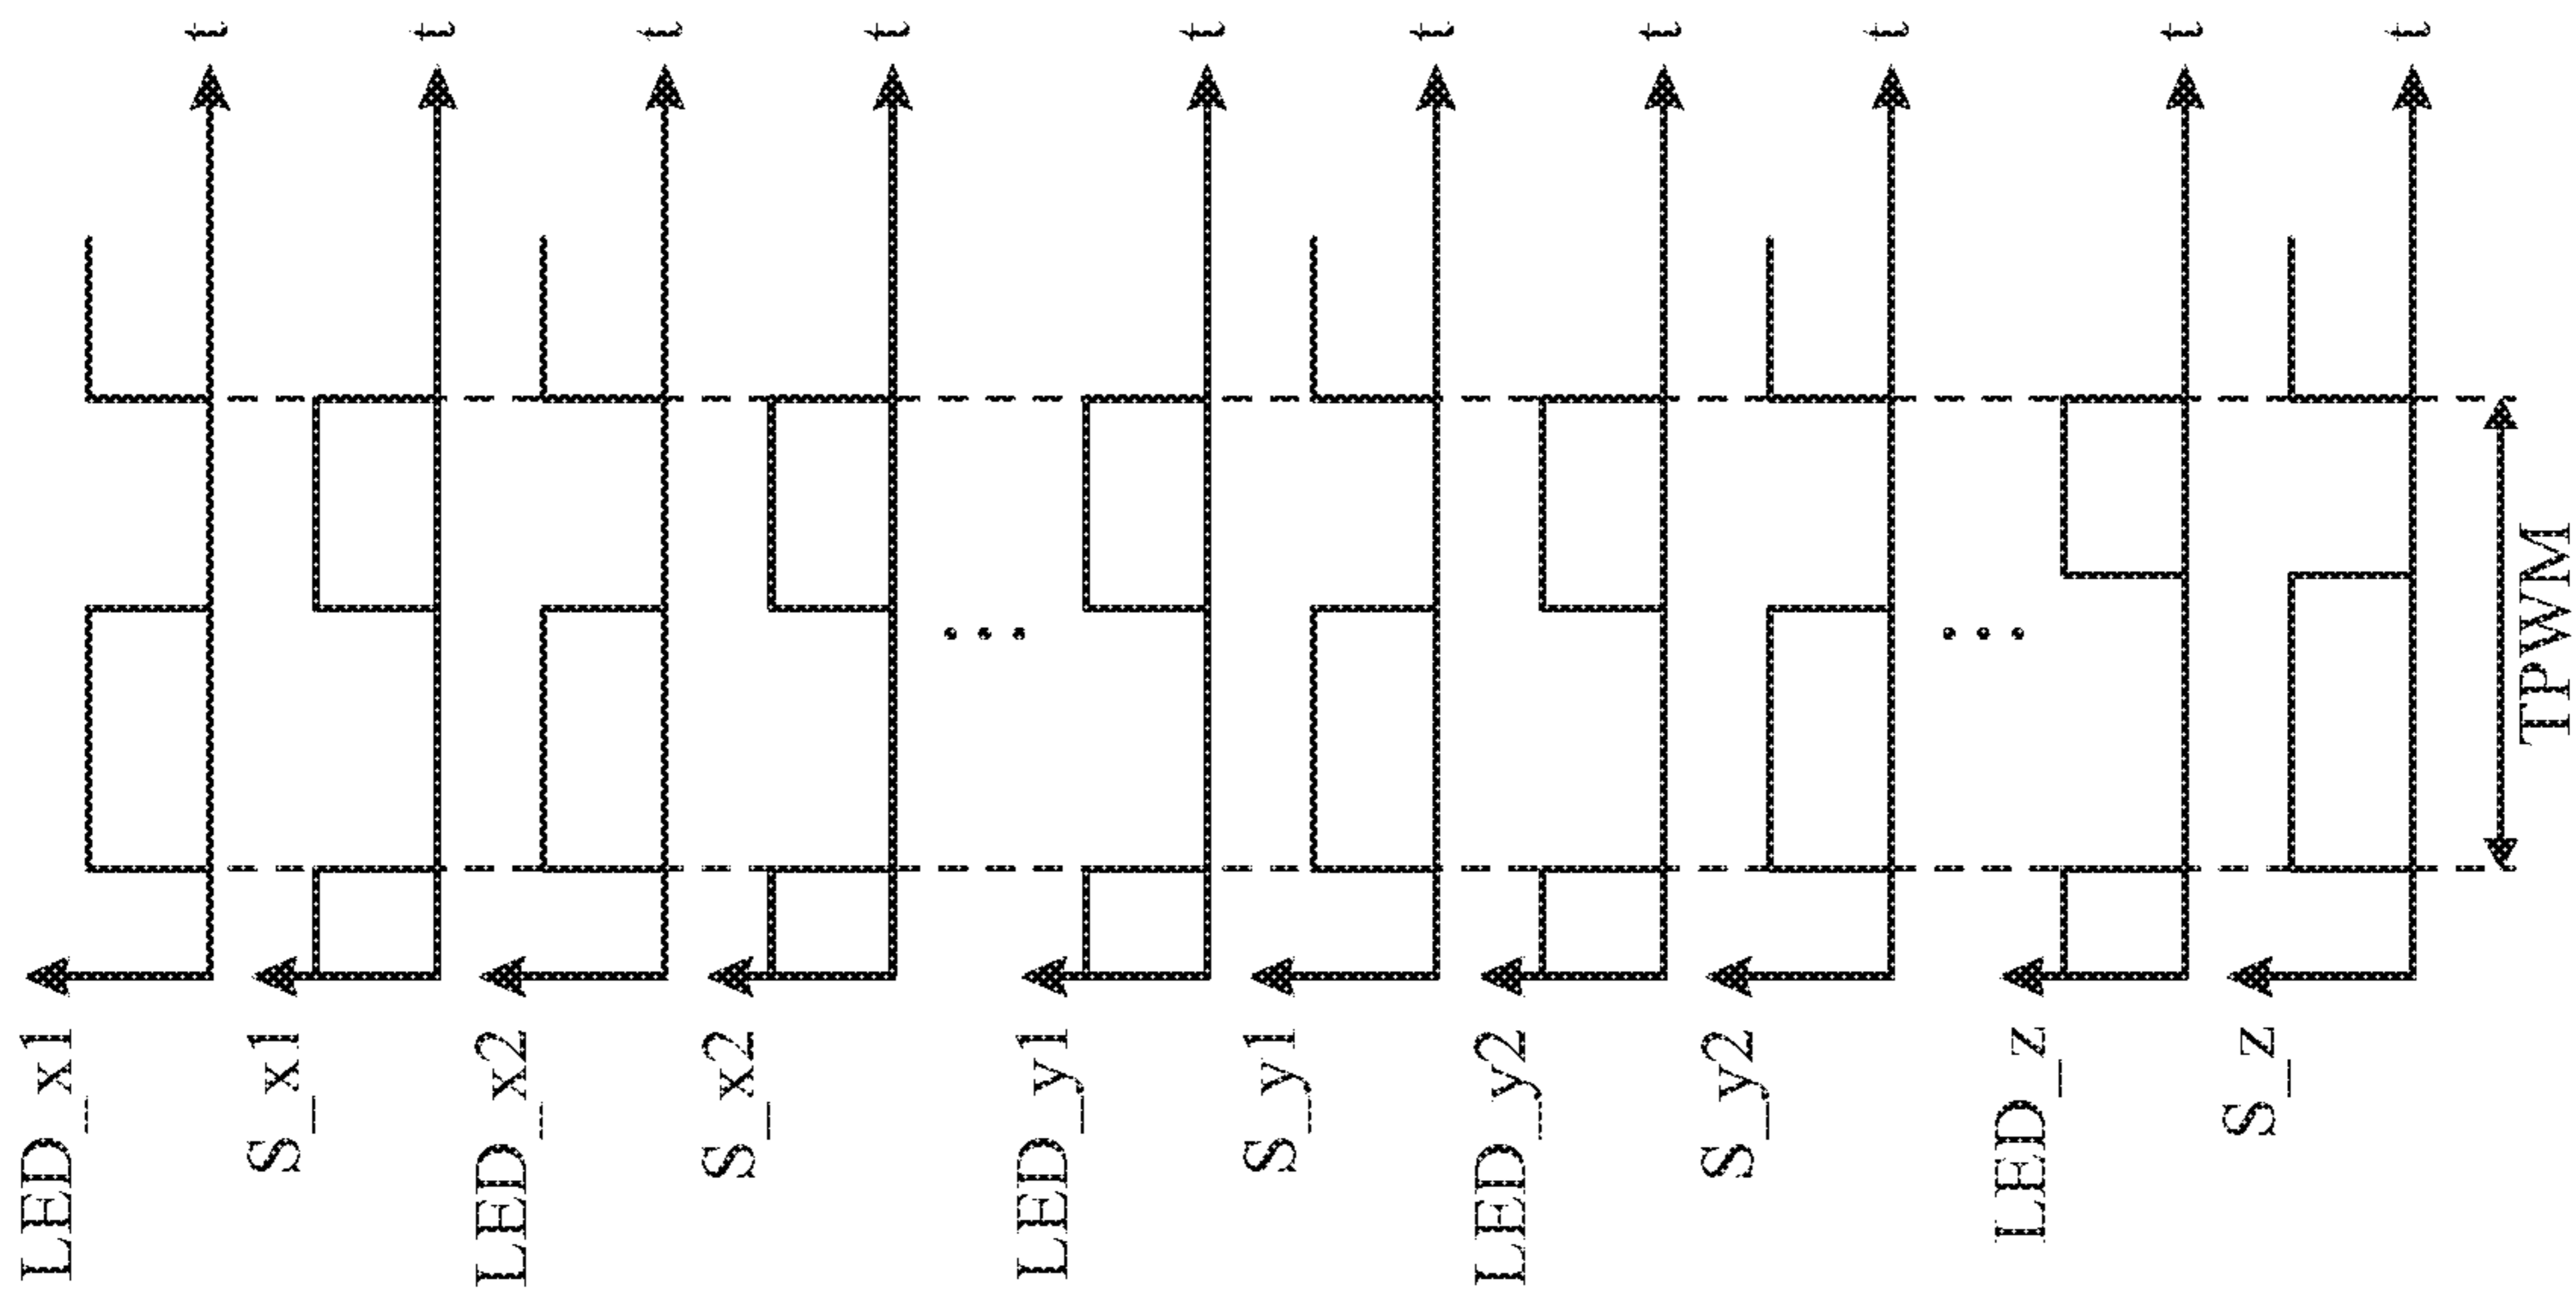 LED_x1
t
S_x1
t
LED_x2
t
S_x2
t
...
LED_y1
t
S_y1
t
LED_y2
t
S_y2
t
...
LED_z
t
S_z
t
TPWM